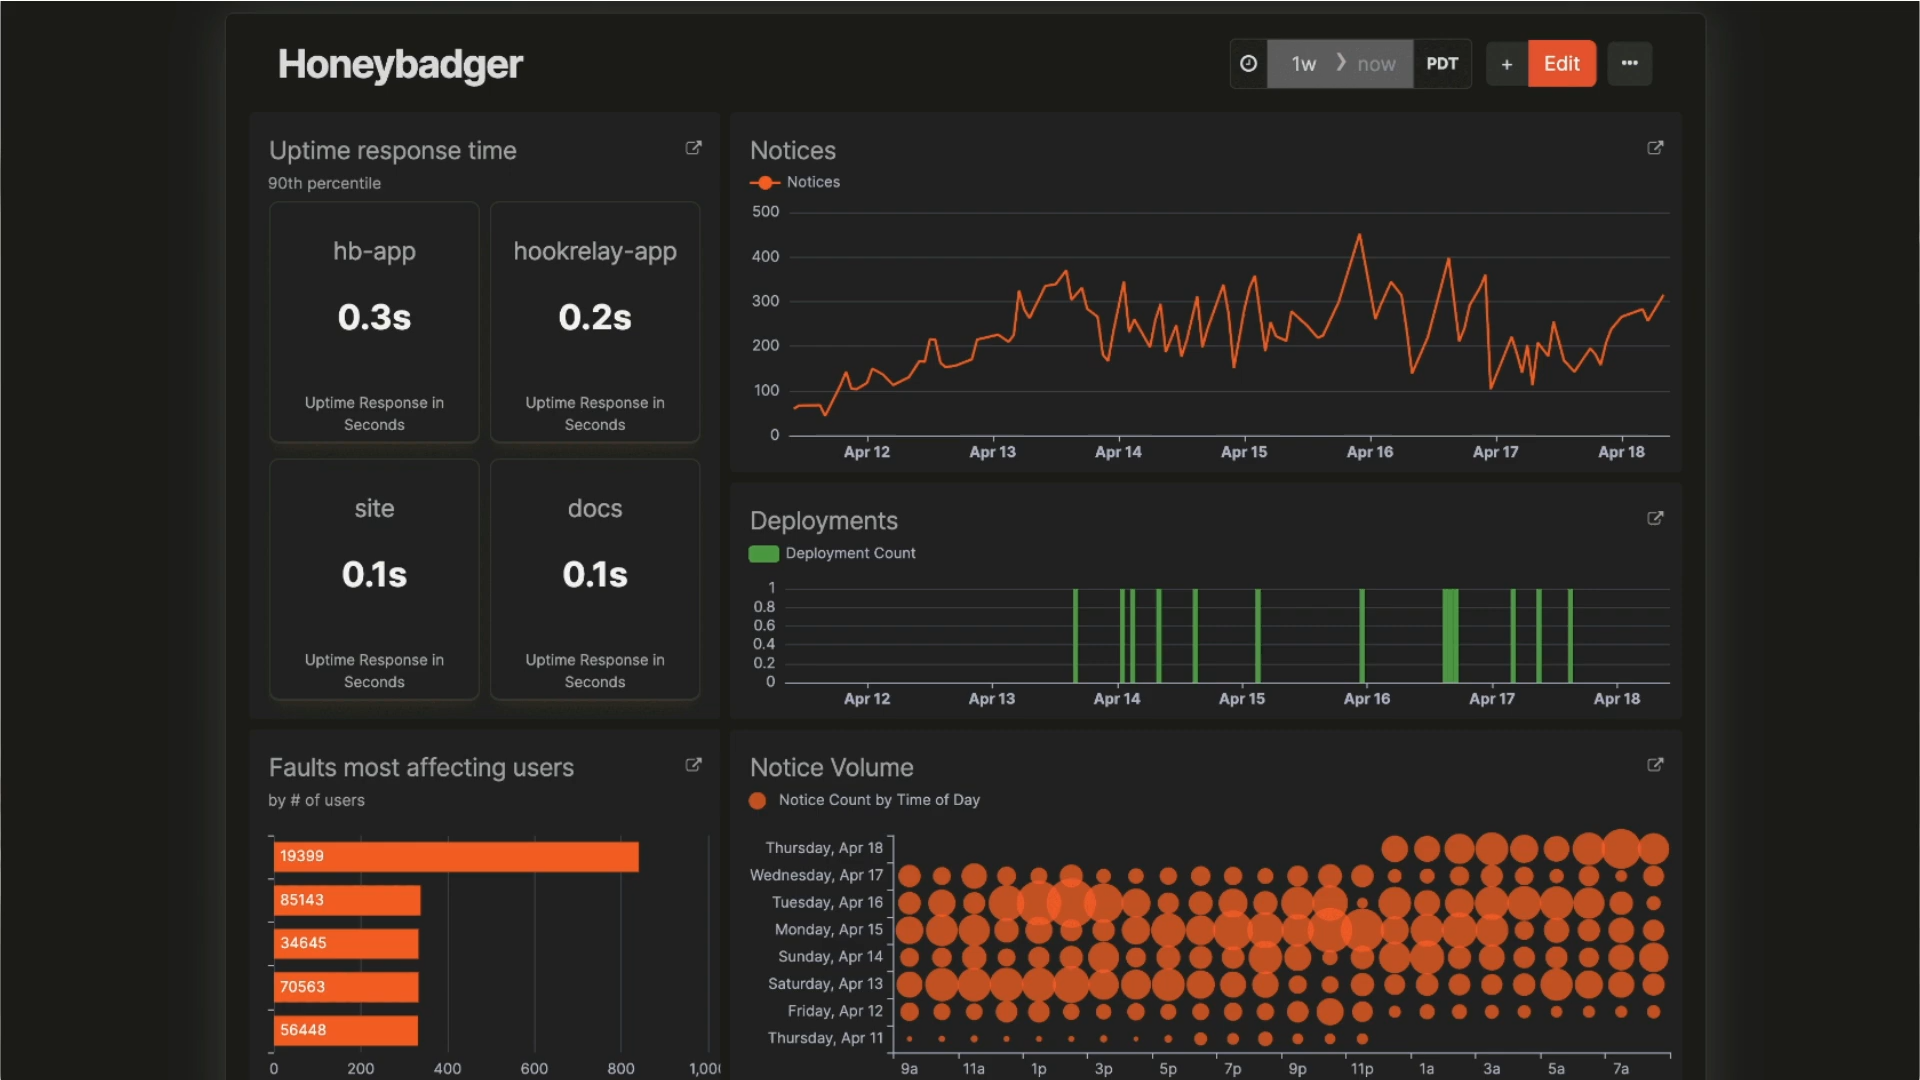 Honeybadger
1w
now
PDT
+
Edit
Uptime response time
90th percentile
hb-app
0.3s
Uptime Response in
Seconds
hookrelay-app
0.2s
Uptime Response in
Seconds
site
0.1s
Uptime Response in
Seconds
docs
0.1s
Uptime Response in
Seconds
Notices
Notices
500
400
300
200
100
0
Apr 12 Apr 13 Apr 14 Apr 15 Apr 16 Apr 17 Apr 18
Deployments
Deployment Count
1
0.8
0.6
0.4
0.2
0
Apr 12 Apr 13 Apr 14 Apr 15 Apr 16 Apr 17 Apr 18
Faults most affecting users
by # of users
19399
85143
34645
70563
56448
0 200 400 600 800 1,00
Notice Volume
Notice Count by Time of Day
Thursday, Apr 18
Wednesday, Apr 17
Tuesday, Apr 16
Monday, Apr 15
Sunday, Apr 14
Saturday, Apr 13
Friday, Apr 12
Thursday, Apr 11
9a 11a 1p 3p 5p 7p 9p 11p 1a 3a 5a 7a